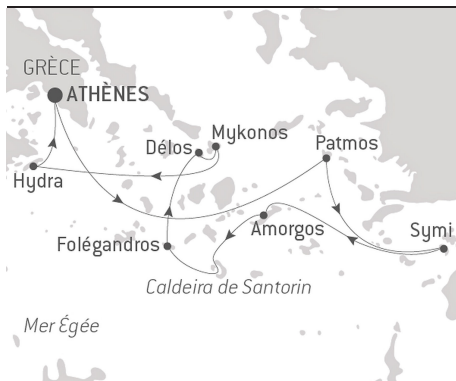 GRÈCE
ATHÈNES
Mykonos
Délos
Patmos
Hydra
Amorgos
Symi
Folégandros
Caldeira de Santorin
Mer Égée